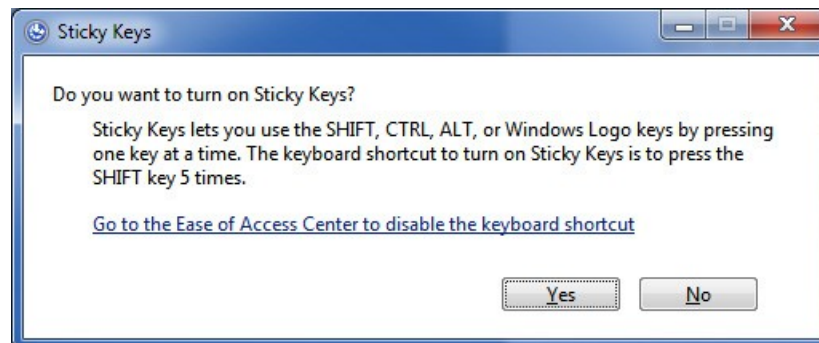 Sticky Keys
Do you want to turn on Sticky Keys?
Sticky Keys lets you use the SHIFT, CTRL, ALT, or Windows Logo keys by pressing
one key at a time. The keyboard shortcut to turn on Sticky Keys is to press the
SHIFT key 5 times.
Go to the Ease of Access Center to disable the keyboard shortcut
Yes No